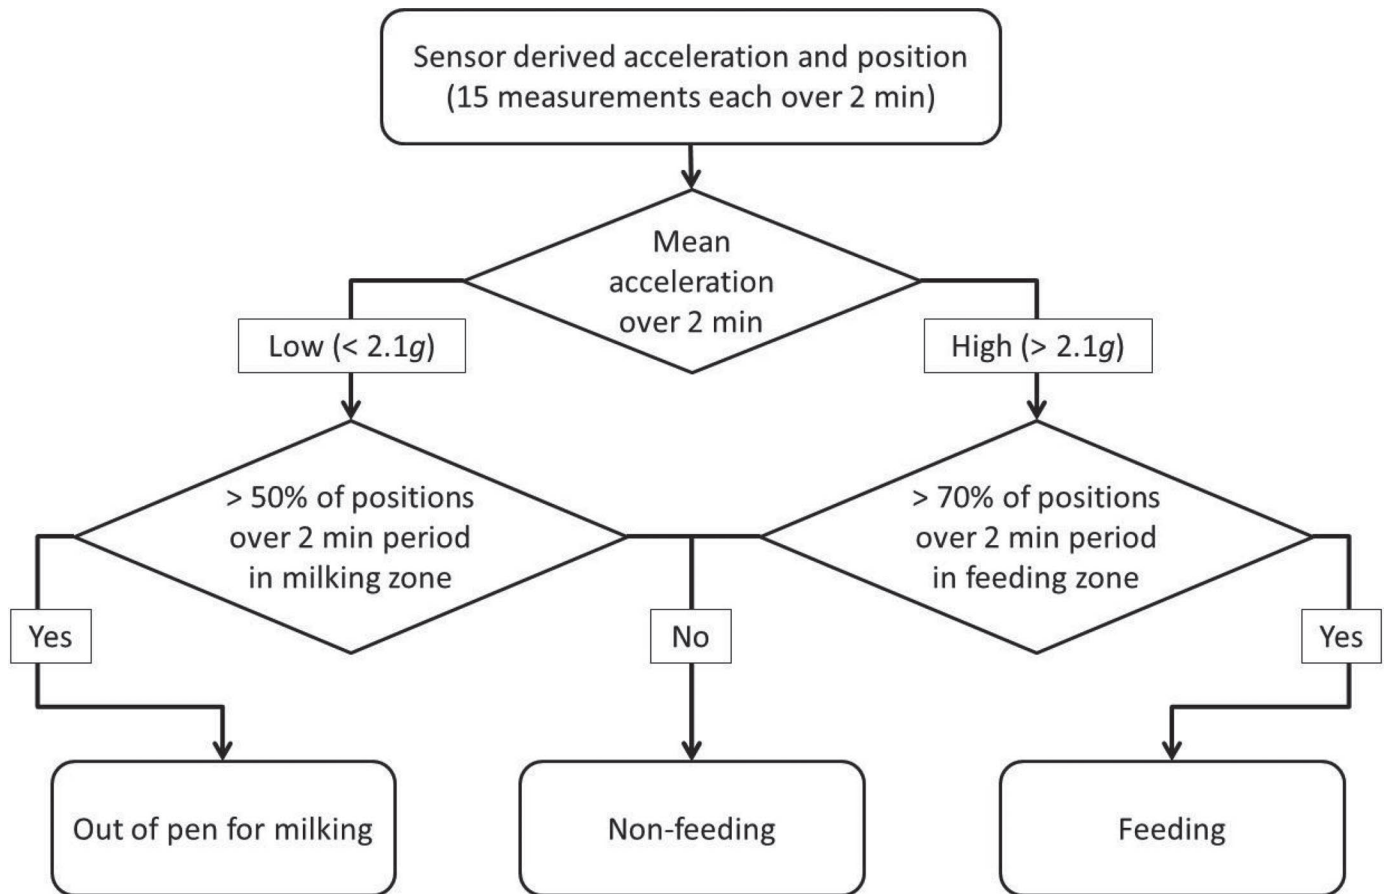 Sensor derived acceleration and position
(15 measurements each over 2 min)
Mean
acceleration
over 2 min
Low (< 2.1g)
High (> 2.1g)
> 50% of positions
over 2 min period
in milking zone
> 70% of positions
over 2 min period
in feeding zone
Yes
No
Yes
Out of pen for milking
Non-feeding
Feeding